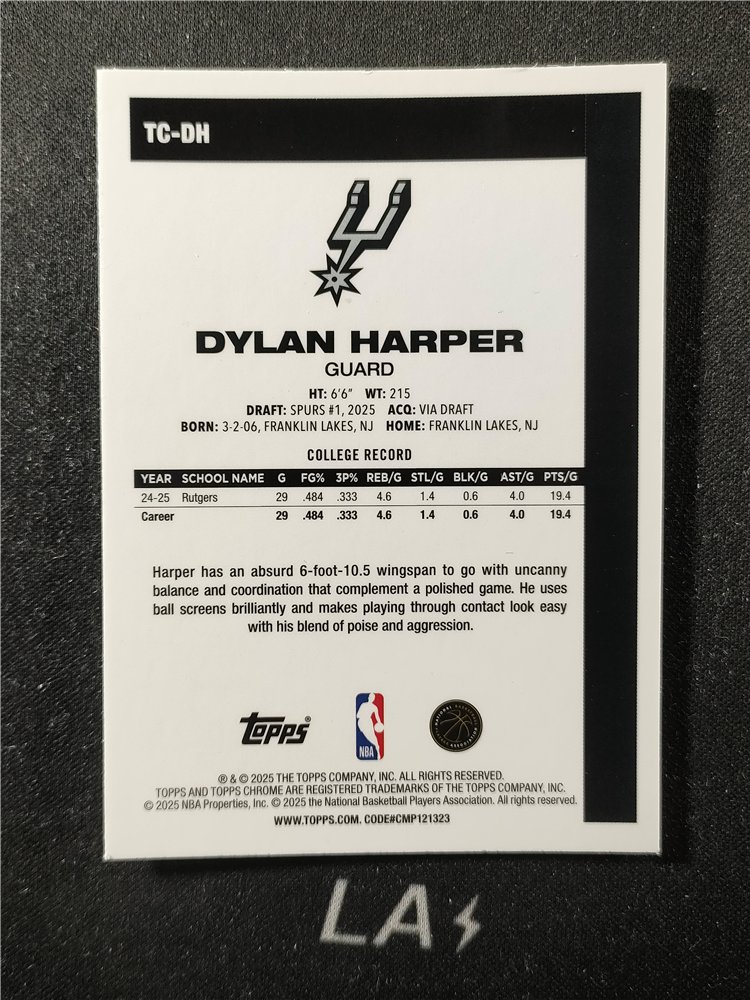 TC-DH
DYLAN HARPER
GUARD
HT: 6'6" WT: 215
DRAFT: SPURS #1, 2025 ACQ: VIA DRAFT
BORN: 3-2-06, FRANKLIN LAKES, NJ HOME: FRANKLIN LAKES, NJ
COLLEGE RECORD
YEAR SCHOOL NAME G FG% 3P% REB/G STL/G BLK/G AST/G PTS/G
24-25 Rutgers 29 .484 .333 4.6 1.4 0.6 4.0 19.4
Career 29 .484 .333 4.6 1.4 0.6 4.0 19.4
Harper has an absurd 6-foot-10.5 wingspan to go with uncanny
balance and coordination that complement a polished game. He uses
ball screens brilliantly and makes playing through contact look easy
with his blend of poise and aggression.
topps®
NBA
® & © 2025 THE TOPPS COMPANY, INC. ALL RIGHTS RESERVED.
TOPPS AND TOPPS CHROME ARE REGISTERED TRADEMARKS OF THE TOPPS COMPANY, INC.
© 2025 NBA Properties, Inc. © 2025 the National Basketball Players Association. All rights reserved.
WWW.TOPPS.COM. CODE#CMP121323
LA